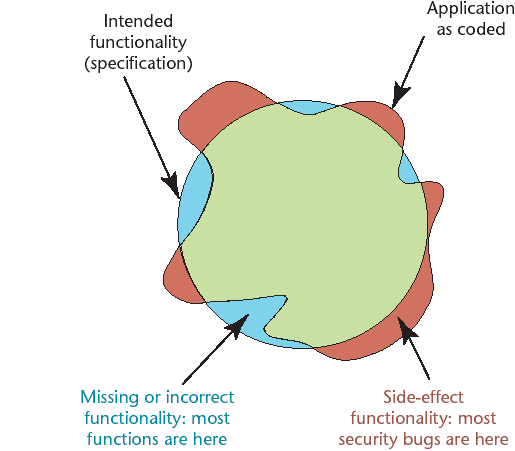 Intended
functionality
(specification)
Application
as coded
Missing or incorrect
functionality: most
functions are here
Side-effect
functionality: most
security bugs are here